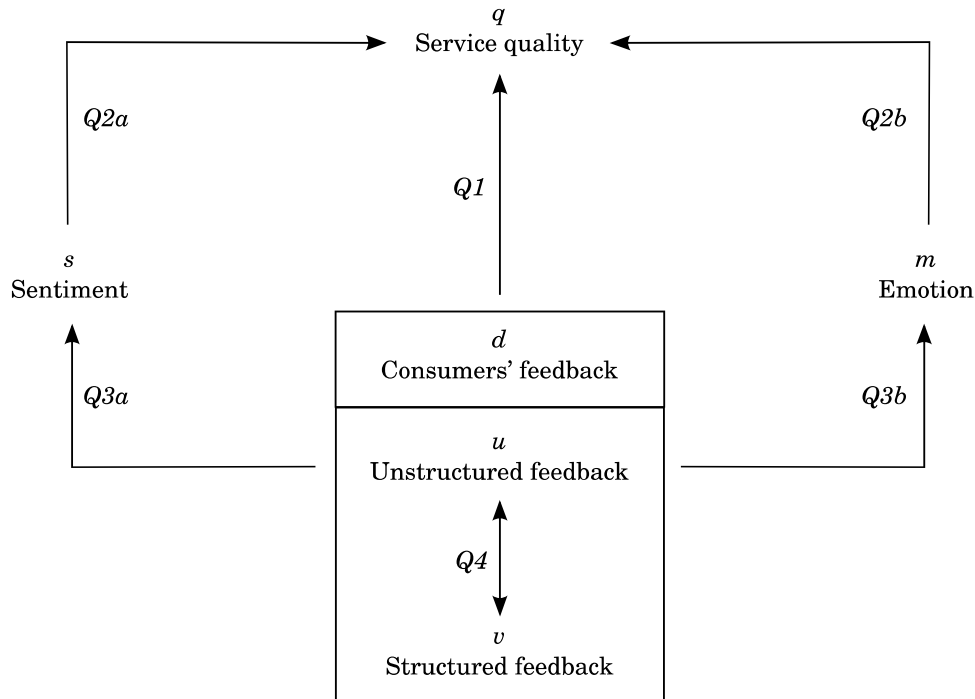 q
Service quality
Q2a
Q2b
Q1
s
Sentiment
m
Emotion
d
Consumers’ feedback
Q3a
Q3b
u
Unstructured feedback
Q4
v
Structured feedback